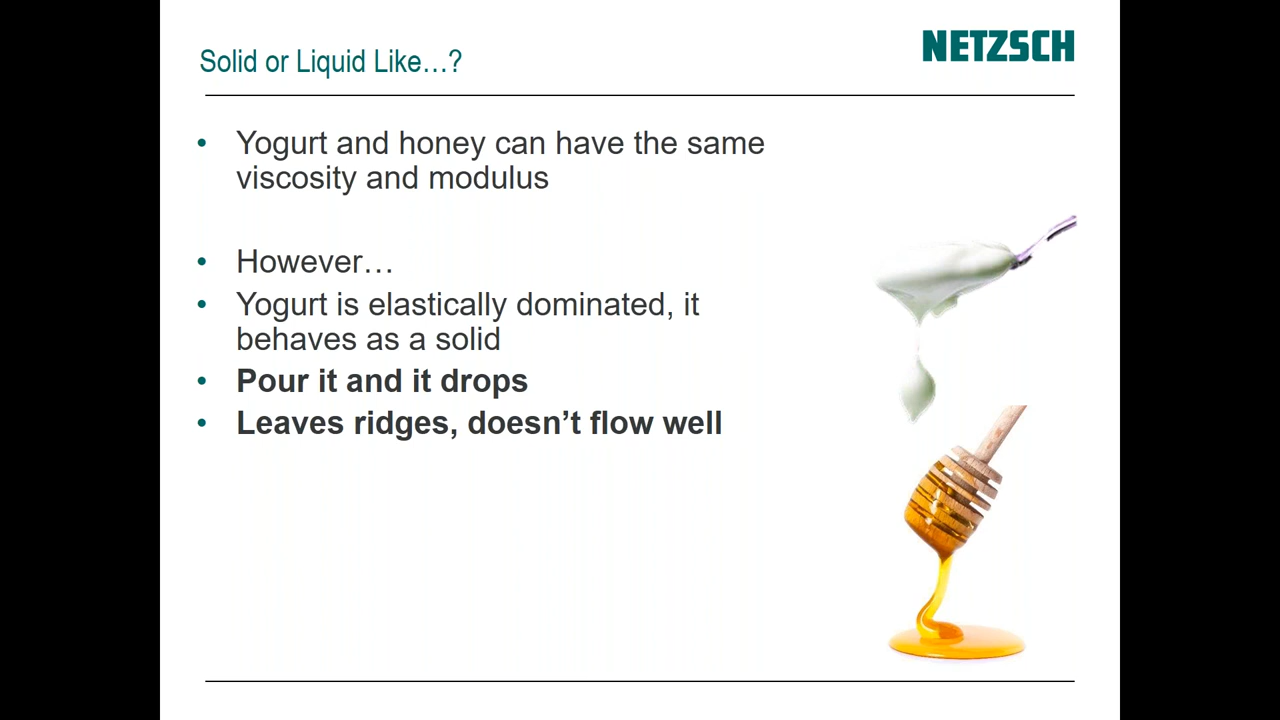 Solid or Liquid Like…?
NETZSCH
• Yogurt and honey can have the same
viscosity and modulus
• However…
• Yogurt is elastically dominated, it
behaves as a solid
• Pour it and it drops
• Leaves ridges, doesn’t flow well